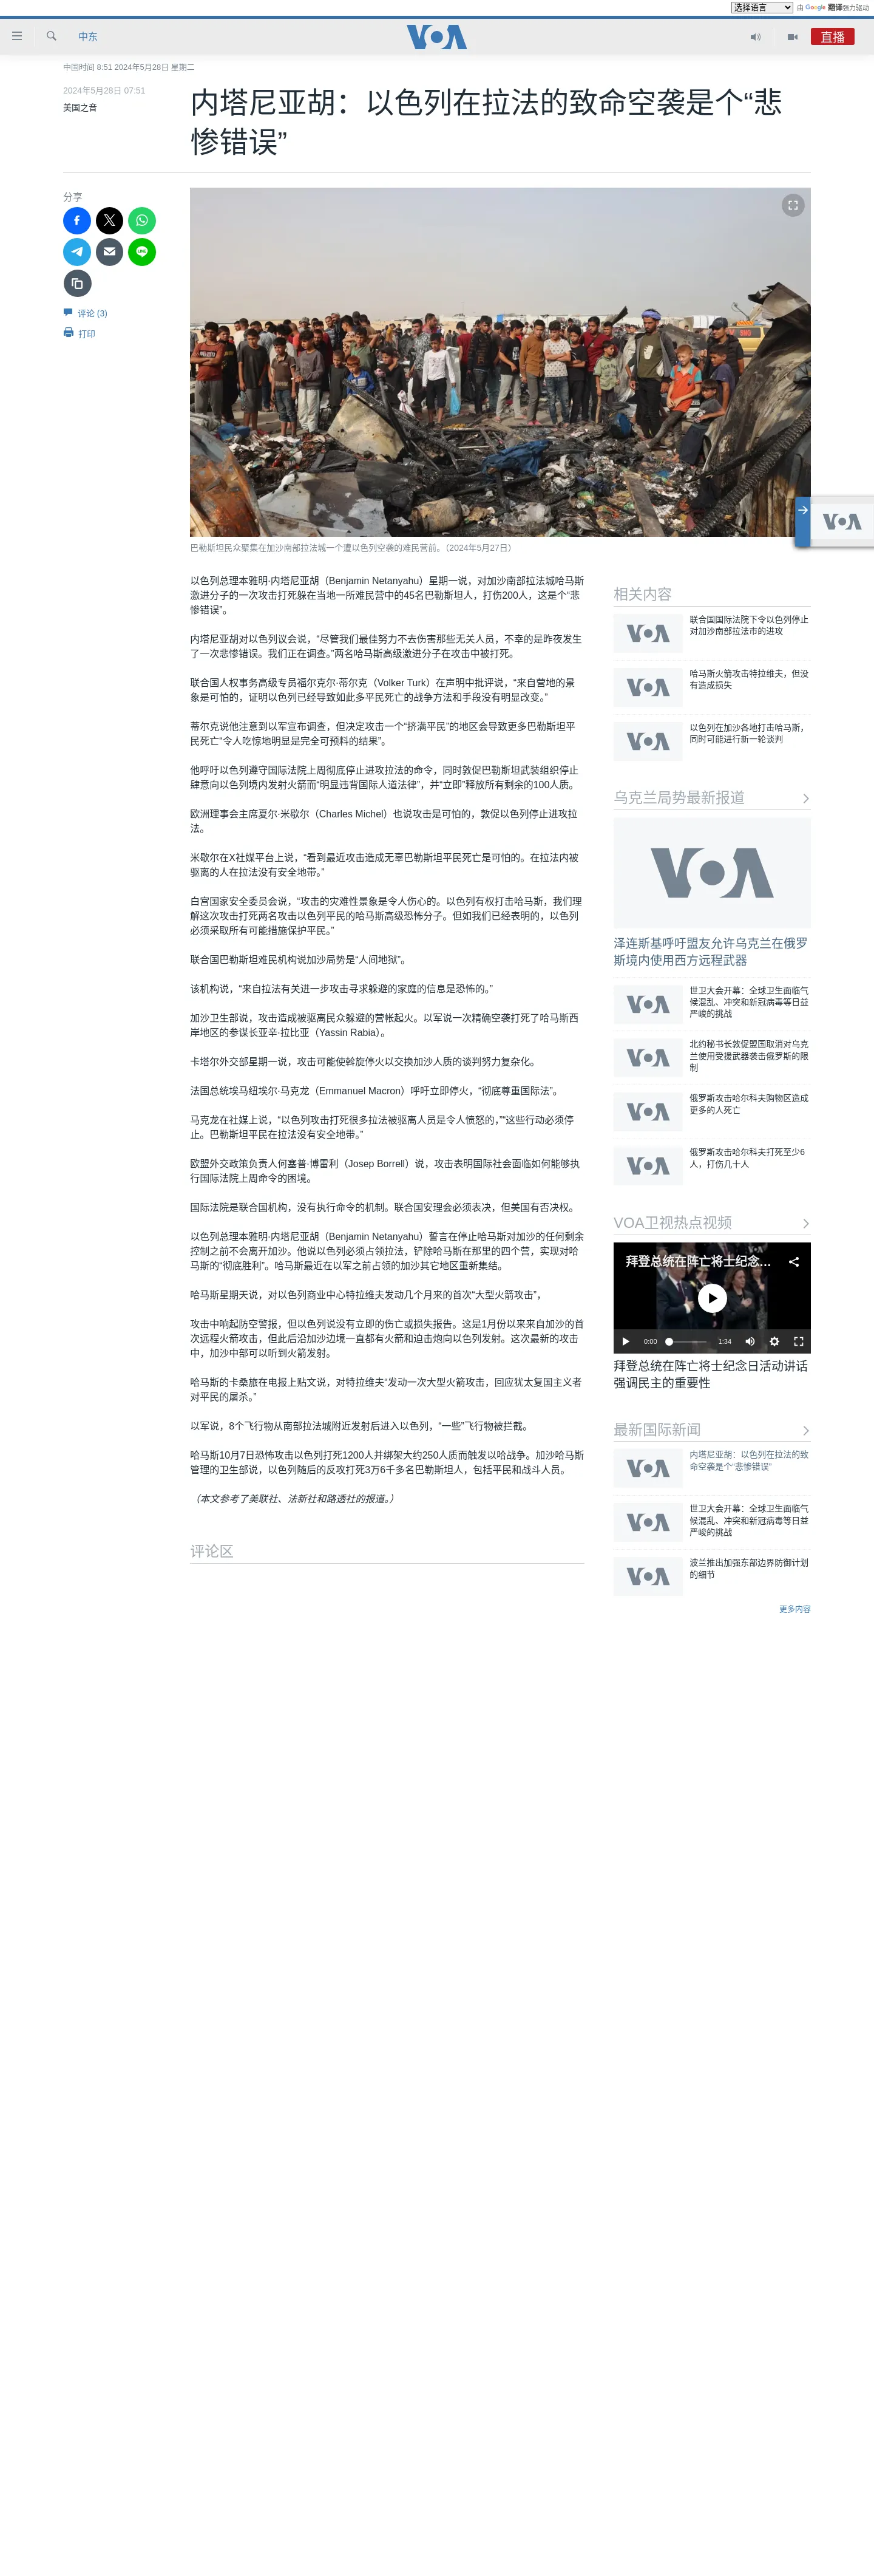 选择语言 由 Google 翻译强力驱动
中东 VOA 直播
中国时间 8:51 2024年5月28日 星期二
2024年5月28日 07:51
美国之音
内塔尼亚胡：以色列在拉法的致命空袭是个“悲
惨错误”
分享
评论 (3)
打印
巴勒斯坦民众聚集在加沙南部拉法城一个遭以色列空袭的难民营前。（2024年5月27日）
VOA
以色列总理本雅明·内塔尼亚胡（Benjamin Netanyahu）星期一说，对加沙南部拉法城哈马斯
激进分子的一次攻击打死躲在当地一所难民营中的45名巴勒斯坦人，打伤200人，这是个“悲
惨错误”。
内塔尼亚胡对以色列议会说，“尽管我们最佳努力不去伤害那些无关人员，不幸的是昨夜发生
了一次悲惨错误。我们正在调查。”两名哈马斯高级激进分子在攻击中被打死。
联合国人权事务高级专员福尔克尔·蒂尔克（Volker Turk）在声明中批评说，“来自营地的景
象是可怕的，证明以色列已经导致如此多平民死亡的战争方法和手段没有明显改变。”
蒂尔克说他注意到以军宣布调查，但决定攻击一个“挤满平民”的地区会导致更多巴勒斯坦平
民死亡“令人吃惊地明显是完全可预料的结果”。
他呼吁以色列遵守国际法院上周彻底停止进攻拉法的命令，同时敦促巴勒斯坦武装组织停止
肆意向以色列境内发射火箭而“明显违背国际人道法律”，并“立即”释放所有剩余的100人质。
欧洲理事会主席夏尔·米歇尔（Charles Michel）也说攻击是可怕的，敦促以色列停止进攻拉
法。
米歇尔在X社媒平台上说，“看到最近攻击造成无辜巴勒斯坦平民死亡是可怕的。在拉法内被
驱离的人在拉法没有安全地带。”
白宫国家安全委员会说，“攻击的灾难性景象是令人伤心的。以色列有权打击哈马斯，我们理
解这次攻击打死两名攻击以色列平民的哈马斯高级恐怖分子。但如我们已经表明的，以色列
必须采取所有可能措施保护平民。”
联合国巴勒斯坦难民机构说加沙局势是“人间地狱”。
该机构说，“来自拉法有关进一步攻击寻求躲避的家庭的信息是恐怖的。”
加沙卫生部说，攻击造成被驱离民众躲避的营帐起火。以军说一次精确空袭打死了哈马斯西
岸地区的参谋长亚辛·拉比亚（Yassin Rabia）。
卡塔尔外交部星期一说，攻击可能使斡旋停火以交换加沙人质的谈判努力复杂化。
法国总统埃马纽埃尔·马克龙（Emmanuel Macron）呼吁立即停火，“彻底尊重国际法”。
马克龙在社媒上说，“以色列攻击打死很多拉法被驱离人员是令人愤怒的，”“这些行动必须停
止。巴勒斯坦平民在拉法没有安全地带。”
欧盟外交政策负责人何塞普·博雷利（Josep Borrell）说，攻击表明国际社会面临如何能够执
行国际法院上周命令的困境。
国际法院是联合国机构，没有执行命令的机制。联合国安理会必须表决，但美国有否决权。
以色列总理本雅明·内塔尼亚胡（Benjamin Netanyahu）誓言在停止哈马斯对加沙的任何剩余
控制之前不会离开加沙。他说以色列必须占领拉法，铲除哈马斯在那里的四个营，实现对哈
马斯的“彻底胜利”。哈马斯最近在以军之前占领的加沙其它地区重新集结。
哈马斯星期天说，对以色列商业中心特拉维夫发动几个月来的首次“大型火箭攻击”，
攻击中响起防空警报，但以色列说没有立即的伤亡或损失报告。这是1月份以来来自加沙的首
次远程火箭攻击，但此后沿加沙边境一直都有火箭和迫击炮向以色列发射。这次最新的攻击
中，加沙中部可以听到火箭发射。
哈马斯的卡桑旅在电报上贴文说，对特拉维夫“发动一次大型火箭攻击，回应犹太复国主义者
对平民的屠杀。”
以军说，8个飞行物从南部拉法城附近发射后进入以色列，“一些”飞行物被拦截。
哈马斯10月7日恐怖攻击以色列打死1200人并绑架大约250人质而触发以哈战争。加沙哈马斯
管理的卫生部说，以色列随后的反攻打死3万6千多名巴勒斯坦人，包括平民和战斗人员。
（本文参考了美联社、法新社和路透社的报道。）
评论区
相关内容
VOA
联合国国际法院下令以色列停止
对加沙南部拉法市的进攻
VOA
哈马斯火箭攻击特拉维夫，但没
有造成损失
VOA
以色列在加沙各地打击哈马斯，
同时可能进行新一轮谈判
乌克兰局势最新报道
VOA
泽连斯基呼吁盟友允许乌克兰在俄罗
斯境内使用西方远程武器
VOA
世卫大会开幕：全球卫生面临气
候混乱、冲突和新冠病毒等日益
严峻的挑战
VOA
北约秘书长敦促盟国取消对乌克
兰使用受援武器袭击俄罗斯的限
制
VOA
俄罗斯攻击哈尔科夫购物区造成
更多的人死亡
VOA
俄罗斯攻击哈尔科夫打死至少6
人，打伤几十人
VOA卫视热点视频
拜登总统在阵亡将士纪念...
0:00 1:34
拜登总统在阵亡将士纪念日活动讲话
强调民主的重要性
最新国际新闻
VOA
内塔尼亚胡：以色列在拉法的致
命空袭是个“悲惨错误”
VOA
世卫大会开幕：全球卫生面临气
候混乱、冲突和新冠病毒等日益
严峻的挑战
VOA
波兰推出加强东部边界防御计划
的细节
更多内容